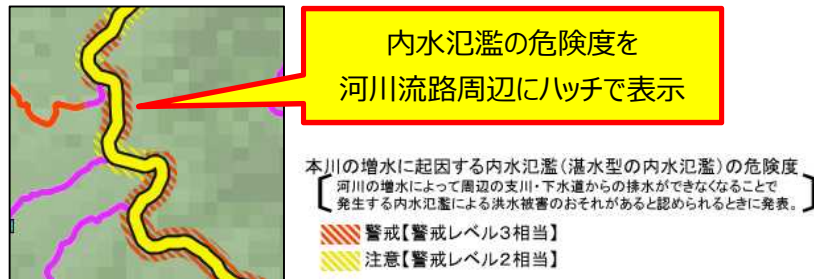 内水氾濫の危険度を
河川流路周辺にハッチで表示
本川の増水に起因する内水氾濫(湛水型の内水氾濫)の危険度
河川の増水によって周辺の支川・下水道からの排水ができなくなることで
発生する内水氾濫による洪水被害のおそれがあると認められるときに発表。
警戒【警戒レベル3相当】
注意【警戒レベル2相当】